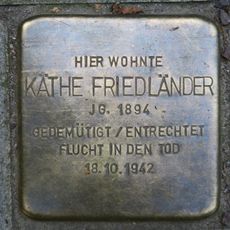 HIER WOHNTE
KÄTHE FRIEDLÄNDER
JG. 1894
GEDEMÜTIGT / ENTRECHTET
FLUCHT IN DEN TOD
18.10.1942